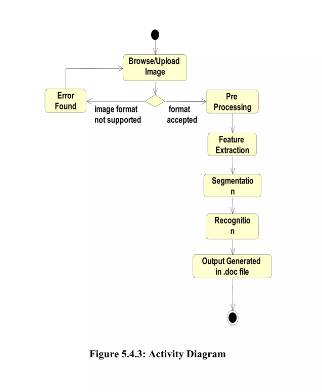 Browse/Upload
Image
Error
Found
image format
not supported
format
accepted
Pre
Processing
Feature
Extraction
Segmentatio
n
Recognitio
n
Output Generated
in .doc file
Figure 5.4.3: Activity Diagram